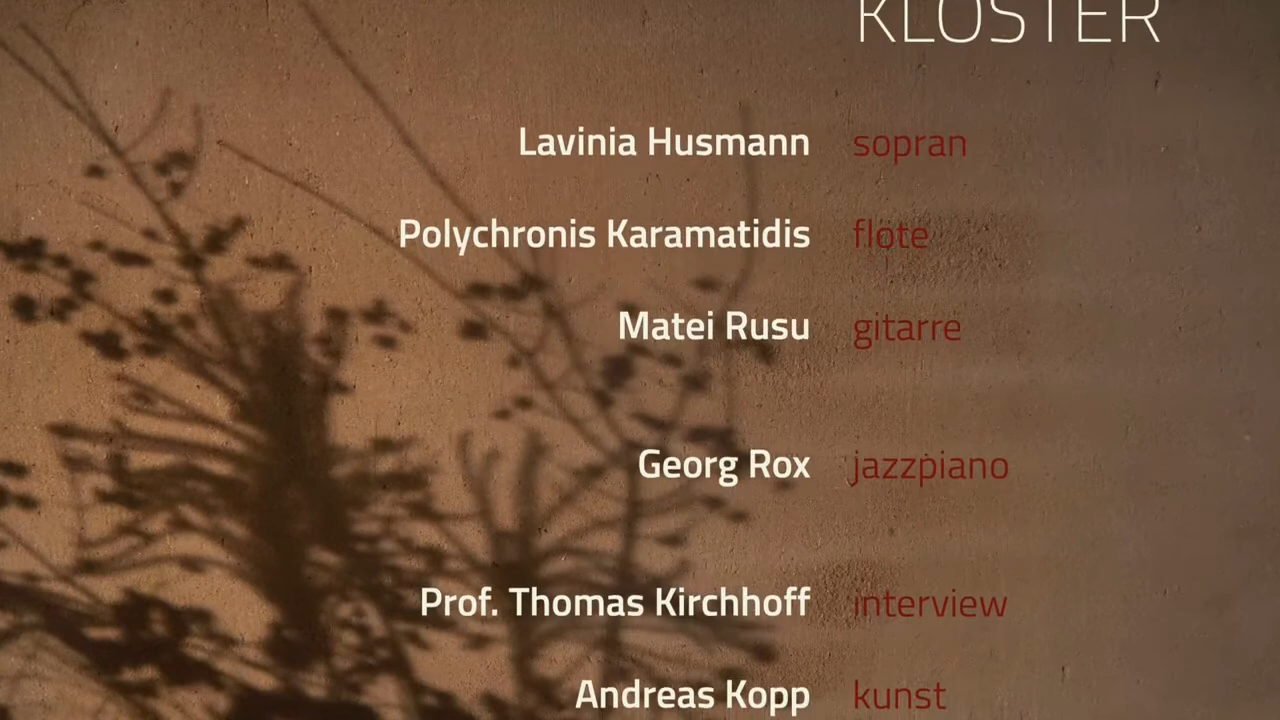 KLOSTER
Lavinia Husmann sopran
Polychronis Karamatidis flöte
Matei Rusu gitarre
Georg Rox jazzpiano
Prof. Thomas Kirchhoff interview
Andreas Kopp kunst